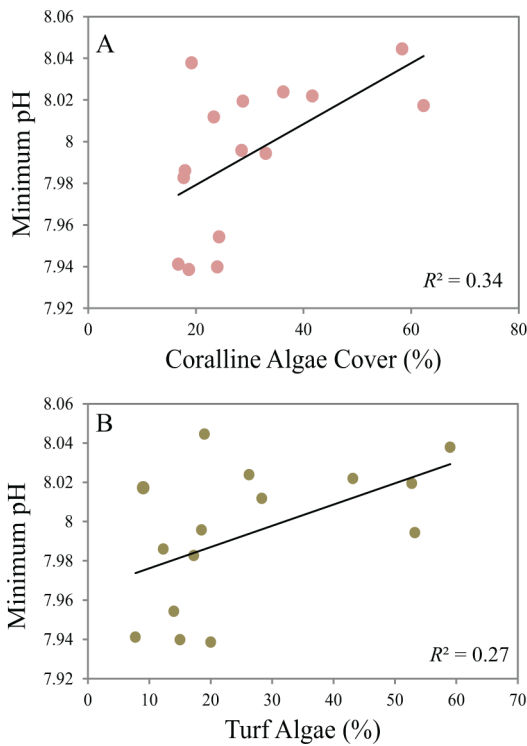 A
8.06
8.04
8.02
8
7.98
7.96
7.94
7.92
Minimum pH
R² = 0.34
0 20 40 60 80
Coralline Algae Cover (%)
B
8.06
8.04
8.02
8
7.98
7.96
7.94
7.92
Minimum pH
R² = 0.27
0 10 20 30 40 50 60 70
Turf Algae (%)